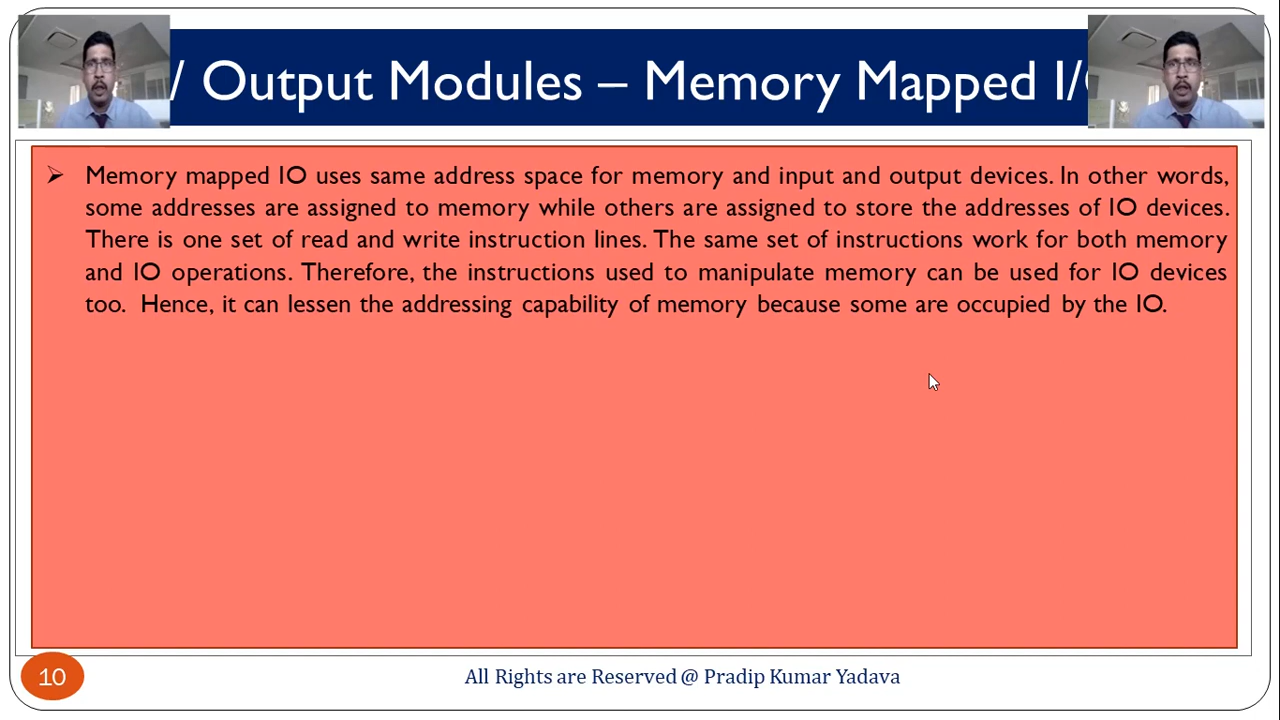 / Output Modules – Memory Mapped I/
➢ Memory mapped IO uses same address space for memory and input and output devices. In other words,
some addresses are assigned to memory while others are assigned to store the addresses of IO devices.
There is one set of read and write instruction lines. The same set of instructions work for both memory
and IO operations. Therefore, the instructions used to manipulate memory can be used for IO devices
too. Hence, it can lessen the addressing capability of memory because some are occupied by the IO.
10
All Rights are Reserved @ Pradip Kumar Yadava